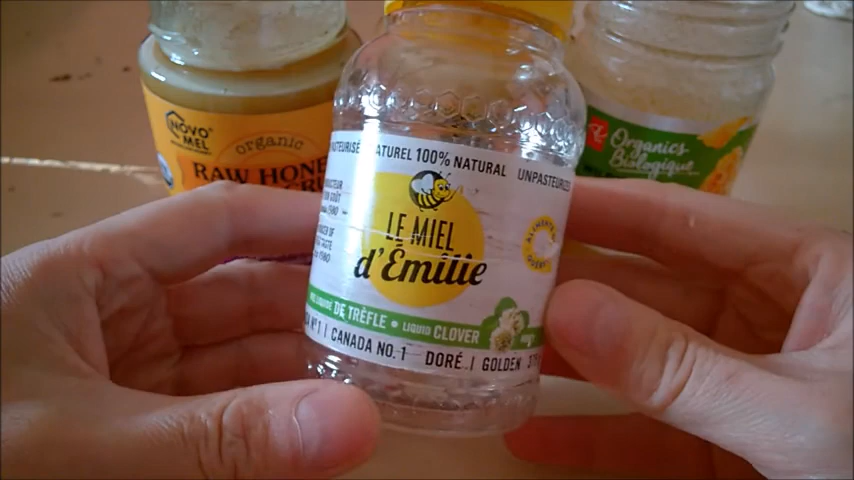 NOVO
MEL
organic
RAW HONE
Organics
Biologique
NATUREL 100% NATURAL UNPASTEURIZED
LE MIEL
d'Émilie
DE TRÈFLE • LIQUID CLOVER
N°1 | CANADA NO. 1 DORÉ | GOLDEN